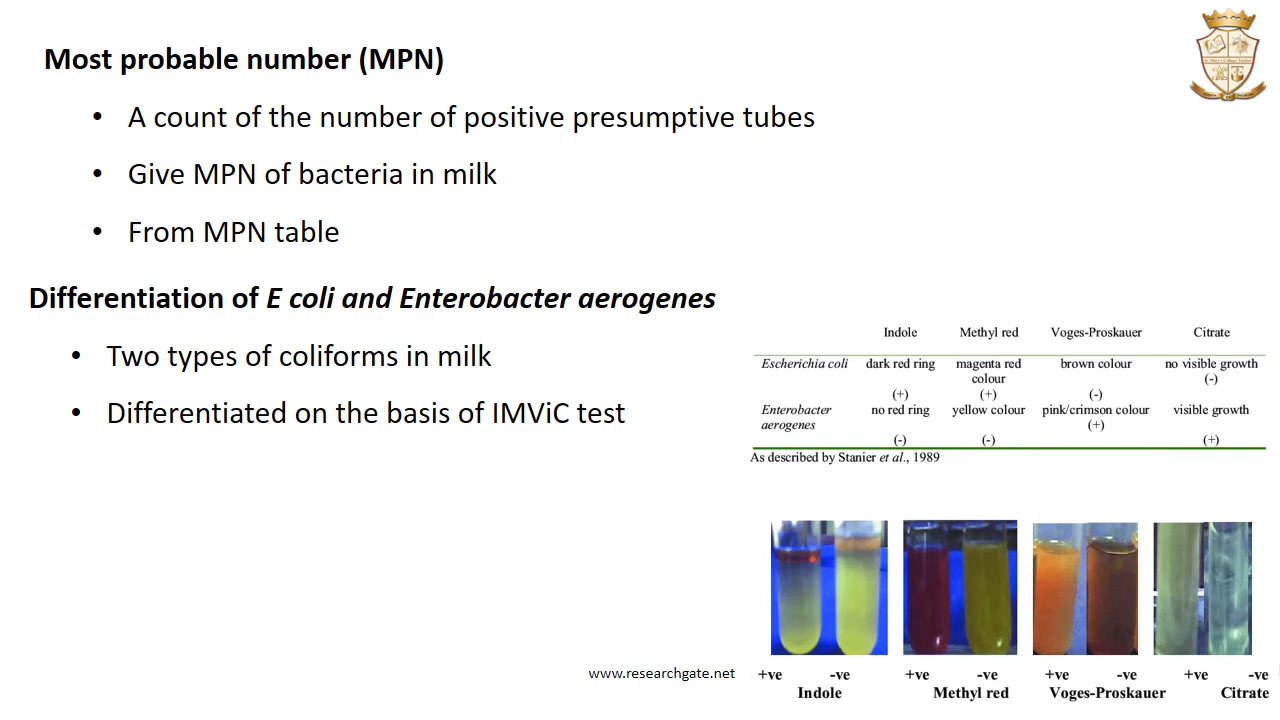 Most probable number (MPN)
• A count of the number of positive presumptive tubes
• Give MPN of bacteria in milk
• From MPN table
Differentiation of E coli and Enterobacter aerogenes
• Two types of coliforms in milk
• Differentiated on the basis of IMViC test
Indole Methyl red Voges-Proskauer Citrate
Escherichia coli dark red ring magenta red brown colour no visible growth
colour (-)
(+) (+) (-)
Enterobacter no red ring yellow colour pink/crimson colour visible growth
aerogenes (+)
(-) (-) (+)
As described by Stanier et al., 1989
www.researchgate.net
+ve -ve +ve -ve +ve -ve +ve -ve
Indole Methyl red Voges-Proskauer Citrate